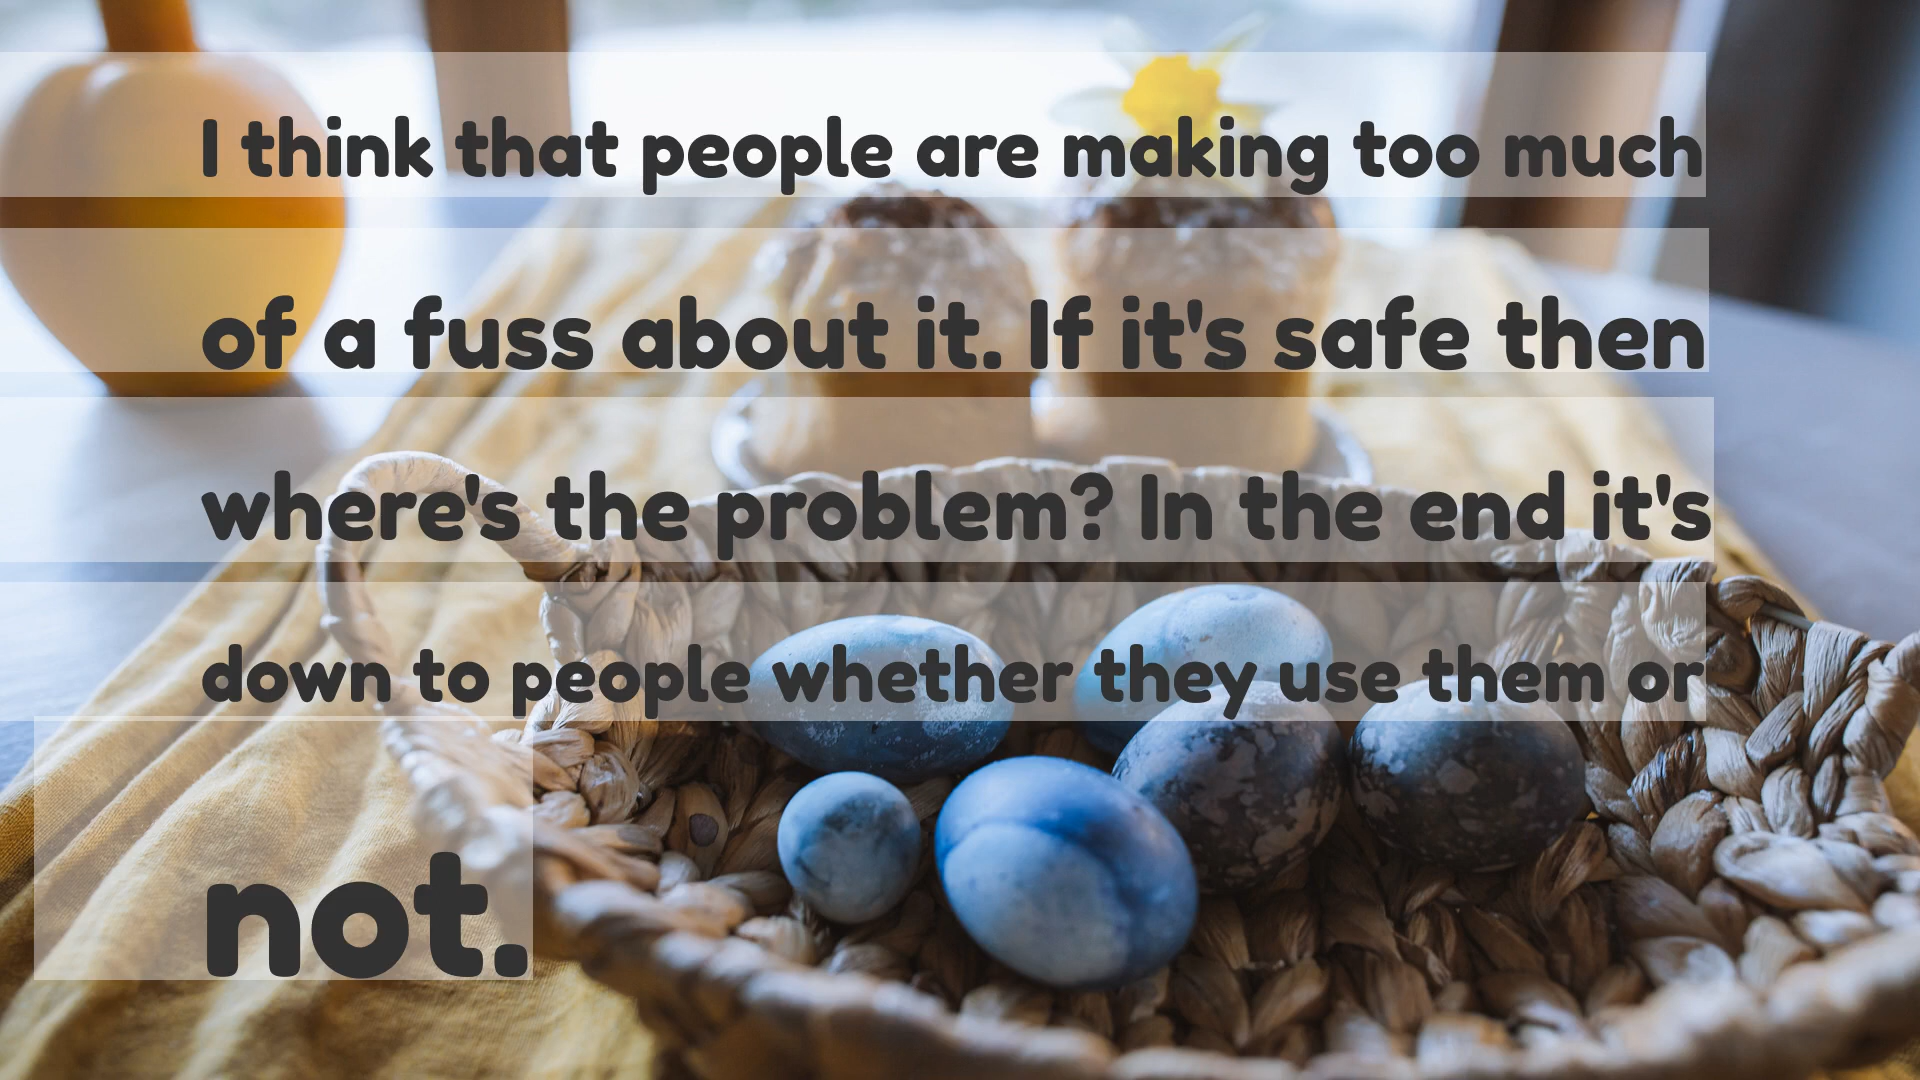 I think that people are making too much
of a fuss about it. If it's safe then
where's the problem? In the end it's
down to people whether they use them or
not.